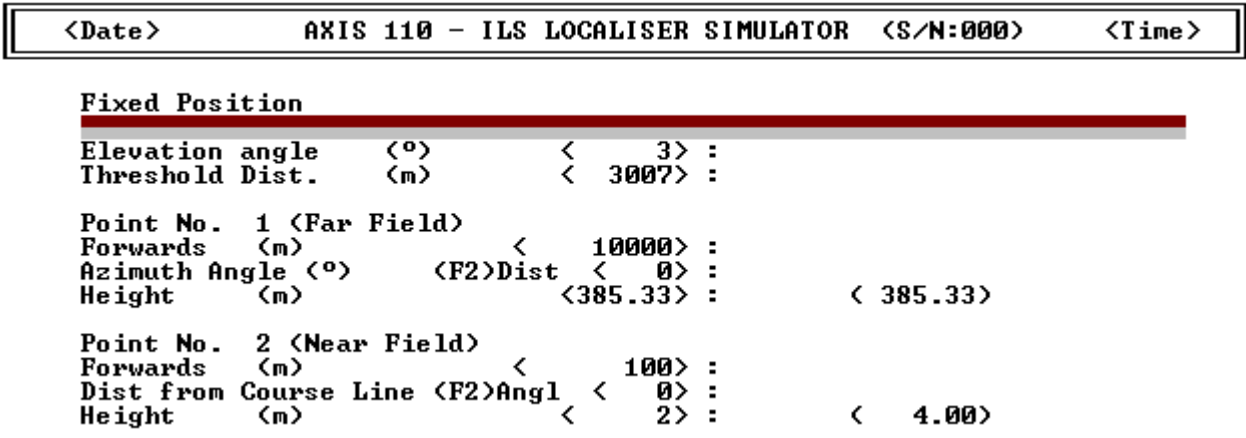 <Date> AXIS 110 - ILS LOCALISER SIMULATOR (S/N:000) <Time>
Fixed Position
Elevation angle (º) < 3> :
Threshold Dist. (m) < 3007> :
Point No. 1 (Far Field)
Forwards (m) < 10000> :
Azimuth Angle (º) (F2)Dist < 0> :
Height (m) <385.33> : ( 385.33)
Point No. 2 (Near Field)
Forwards (m) < 100> :
Dist from Course Line (F2)Angl < 0> :
Height (m) < 2> : ( 4.00)